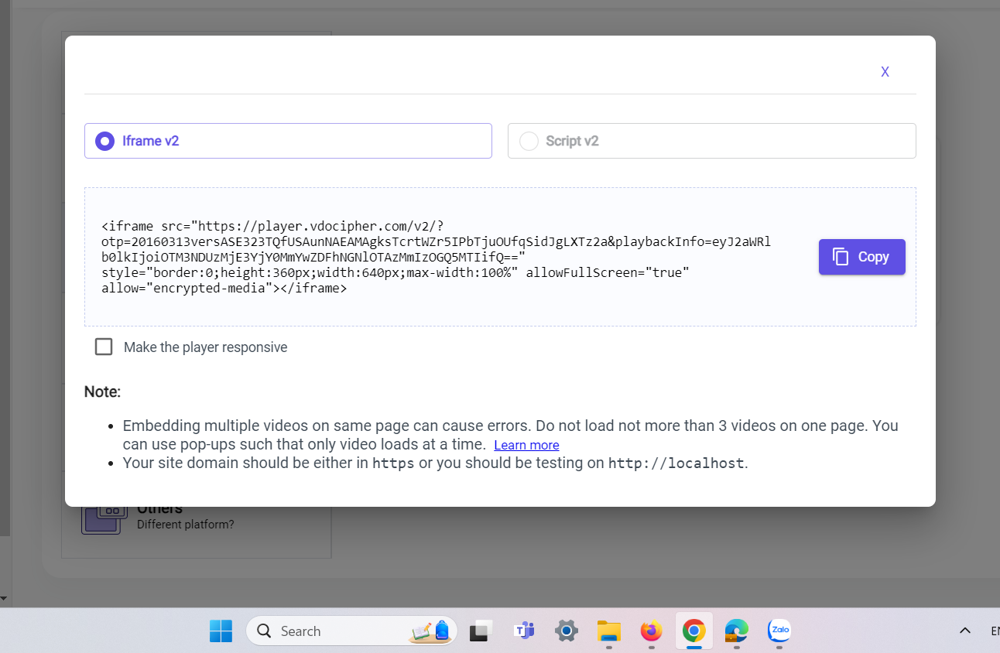 X
Iframe v2
Script v2
<iframe src="https://player.vdocipher.com/v2/?
otp=20160313versASE323TQfUSAunNAEAMAgksTcrtWZr5IPbTjuOUfqSidJgLXTz2a&playbackInfo=eyJ2aWRl
b0lkIjoiOTM3NDUzMjE3YjY0MmYwZDFhNGNlOTAzMmIzOGQ5MTIifQ=="
style="border:0;height:360px;width:640px;max-width:100%" allowFullScreen="true"
allow="encrypted-media"></iframe>
Copy
Make the player responsive
Note:
• Embedding multiple videos on same page can cause errors. Do not load not more than 3 videos on one page. You
can use pop-ups such that only video loads at a time. Learn more
• Your site domain should be either in https or you should be testing on http://localhost.
Others
Different platform?
Search
Zalo